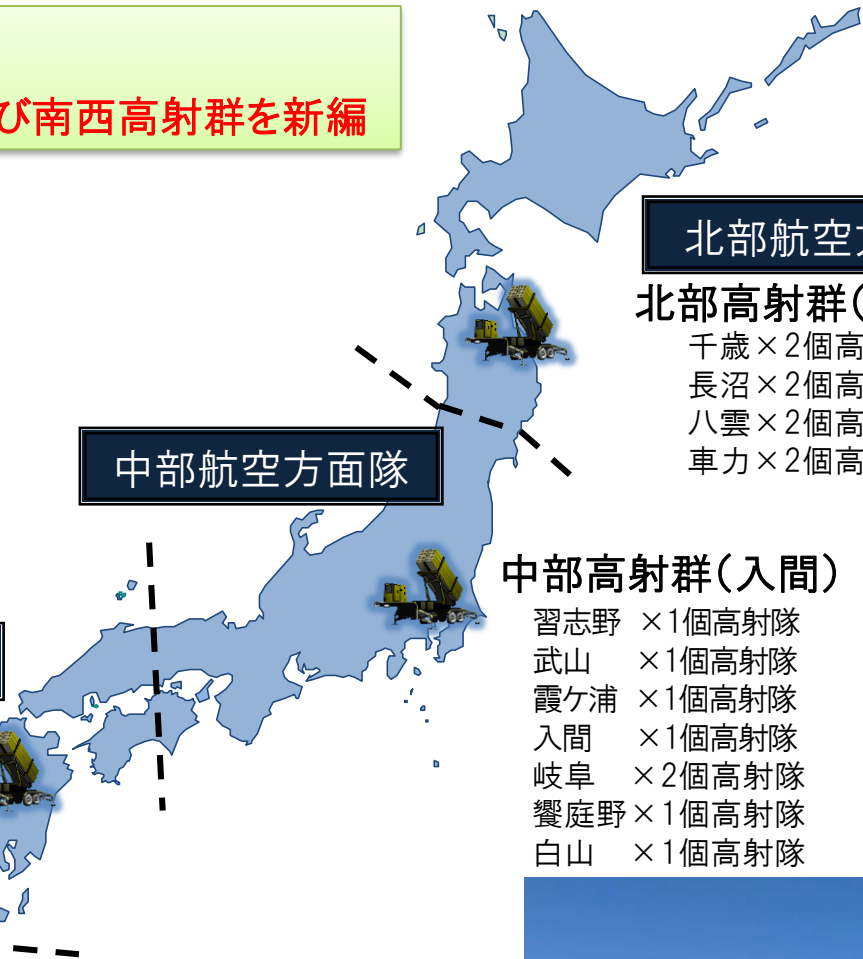 び南西高射群を新編
北部航空
北部高射群(
千歳×2個高
長沼×2個高
八雲×2個高
車力×2個高
中部航空方面隊
中部高射群(入間)
習志野 ×1個高射隊
武山 ×1個高射隊
霞ケ浦 ×1個高射隊
入間 ×1個高射隊
岐阜 ×2個高射隊
饗庭野×1個高射隊
白山 ×1個高射隊